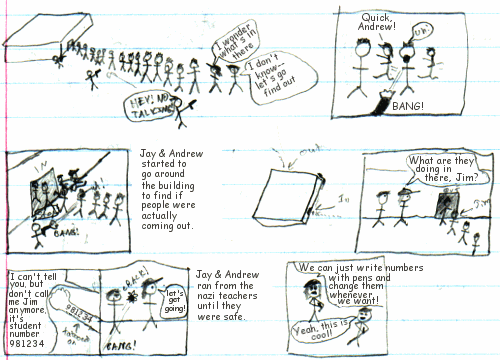 I wonder
what's in
there
I don't
know--
let's go
find out
HEY! NO
TALKING
Quick,
Andrew!
uh!
BANG!
IN
BANG!
Jay & Andrew
started to
go around
the building
to find if
people were
actually
coming out.
out
In
What are they
doing in
there, Jim?
OUT
Jim
I can't tell
you, but
don't call
me Jim
anymore,
it's
student
number
981234
981234
CRACK!
let's
get
going!
BANG!
Jay & Andrew
ran from the
nazi teachers
until they
were safe.
We can just write numbers
with pens and
change them
whenever
we want!
Yeah, this is
cool!